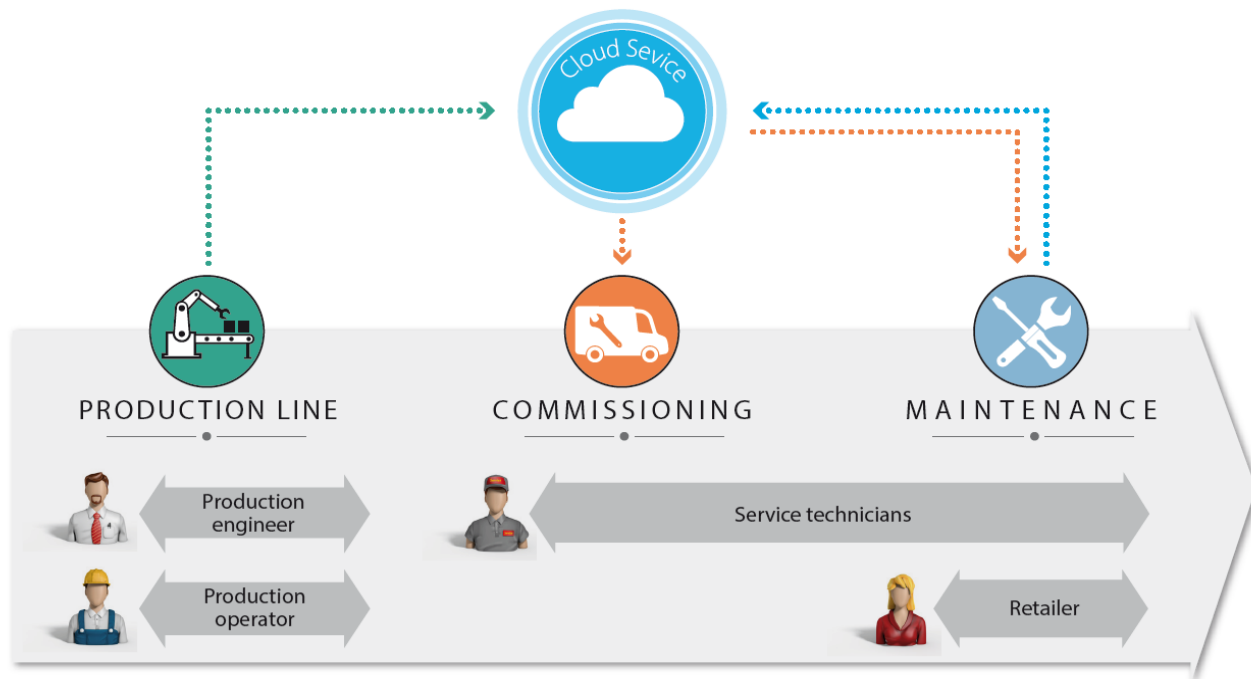 Cloud Sevice
PRODUCTION LINE
COMMISSIONING
MAINTENANCE
Production
engineer
Service technicians
Production
operator
Retailer